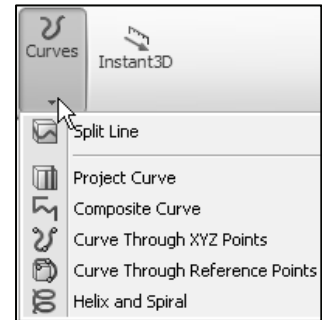 Curves
Instant3D
Split Line
Project Curve
Composite Curve
Curve Through XYZ Points
Curve Through Reference Points
Helix and Spiral